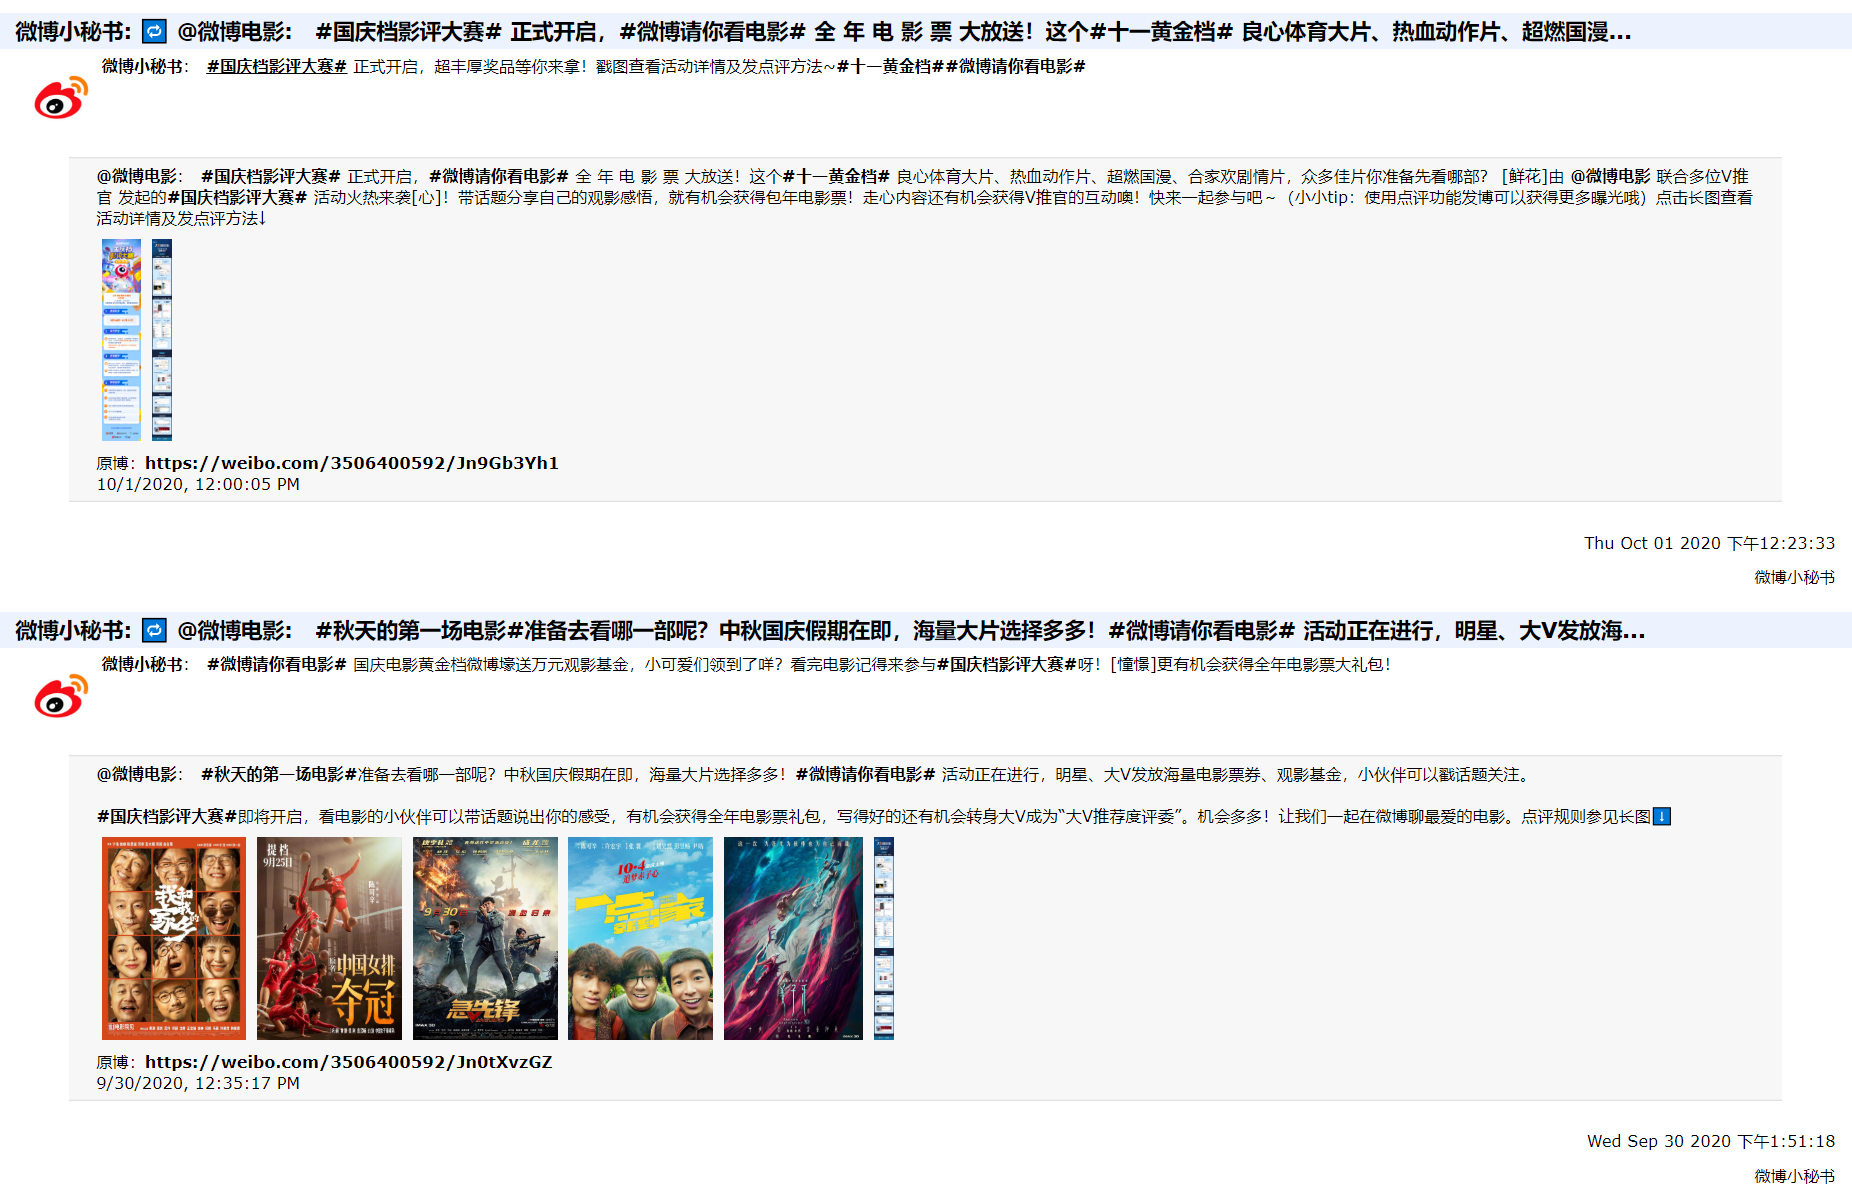 微博小秘书: 🔁 @微博电影: #国庆档影评大赛# 正式开启，#微博请你看电影# 全 年 电 影 票 大放送！这个#十一黄金档# 良心体育大片、热血动作片、超燃国漫...
微博小秘书: #国庆档影评大赛# 正式开启，超丰厚奖品等你来拿！戳图查看活动详情及发点评方法~#十一黄金档##微博请你看电影#
@微博电影: #国庆档影评大赛# 正式开启，#微博请你看电影# 全 年 电 影 票 大放送！这个#十一黄金档# 良心体育大片、热血动作片、超燃国漫、合家欢剧情片，众多佳片你准备先看哪部？ [鲜花]由 @微博电影 联合多位V推
官 发起的#国庆档影评大赛# 活动火热来袭[心]！带话题分享自己的观影感悟，就有机会获得包年电影票！走心内容还有机会获得V推官的互动噢！快来一起参与吧～（小小tip：使用点评功能发博可以获得更多曝光哦）点击长图查看
活动详情及发点评方法↓
原博：https://weibo.com/3506400592/Jn9Gb3Yh1
10/1/2020, 12:00:05 PM
Thu Oct 01 2020 下午12:23:33
微博小秘书
微博小秘书: 🔁 @微博电影: #秋天的第一场电影#准备去看哪一部呢？中秋国庆假期在即，海量大片选择多多！#微博请你看电影# 活动正在进行，明星、大V发放海...
微博小秘书: #微博请你看电影# 国庆电影黄金档微博壕送万元观影基金，小可爱们领到了咩？看完电影记得来参与#国庆档影评大赛#呀！[憧憬]更有机会获得全年电影票大礼包！
@微博电影: #秋天的第一场电影#准备去看哪一部呢？中秋国庆假期在即，海量大片选择多多！#微博请你看电影# 活动正在进行，明星、大V发放海量电影票券、观影基金，小伙伴可以戳话题关注。
#国庆档影评大赛#即将开启，看电影的小伙伴可以带话题说出你的感受，有机会获得全年电影票礼包，写得好的还有机会转身大V成为“大V推荐度评委”。机会多多！让我们一起在微博聊最爱的电影。点评规则参见长图⬇
我和我的家乡
提档
9月25日
中国女排
夺冠
9月30日
急先锋
10·4
一点就到家
原博：https://weibo.com/3506400592/Jn0tXvzGZ
9/30/2020, 12:35:17 PM
Wed Sep 30 2020 下午1:51:18
微博小秘书